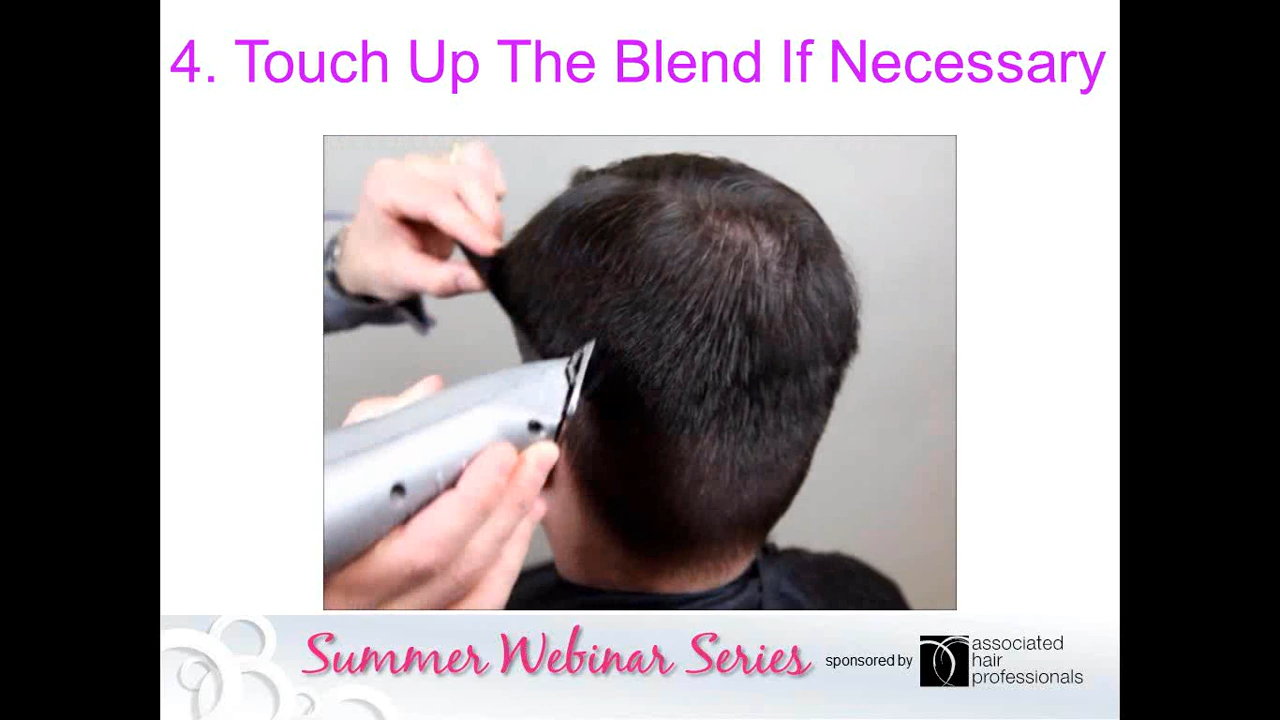 4. Touch Up The Blend If Necessary
Summer Webinar Series
sponsored by
associated
hair
professionals